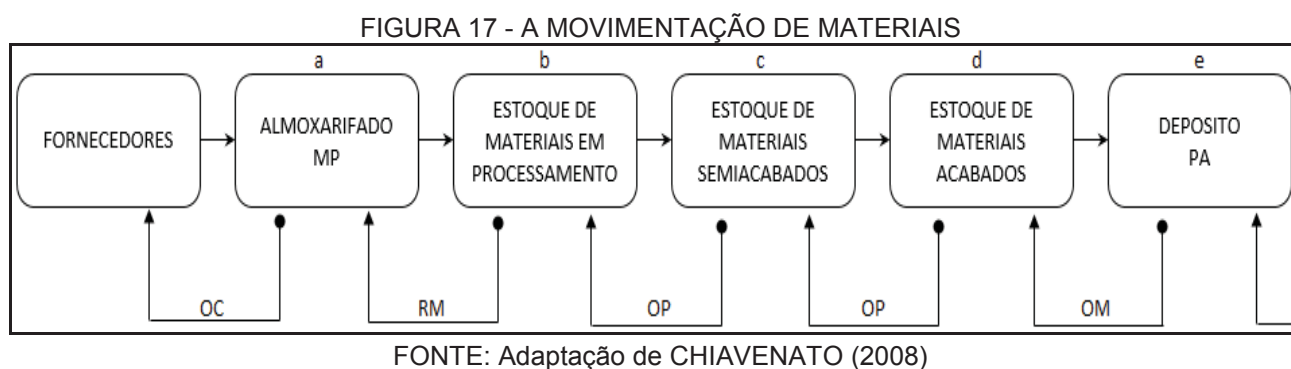 FIGURA 17 - A MOVIMENTAÇÃO DE MATERIAIS
a
b
c
d
e
FORNECEDORES
ALMOXARIFADO
MP
ESTOQUE DE
MATERIAIS EM
PROCESSAMENTO
ESTOQUE DE
MATERIAIS
SEMIACABADOS
ESTOQUE DE
MATERIAIS
ACABADOS
DEPOSITO
PA
OC
RM
OP
OP
OM
FONTE: Adaptação de CHIAVENATO (2008)